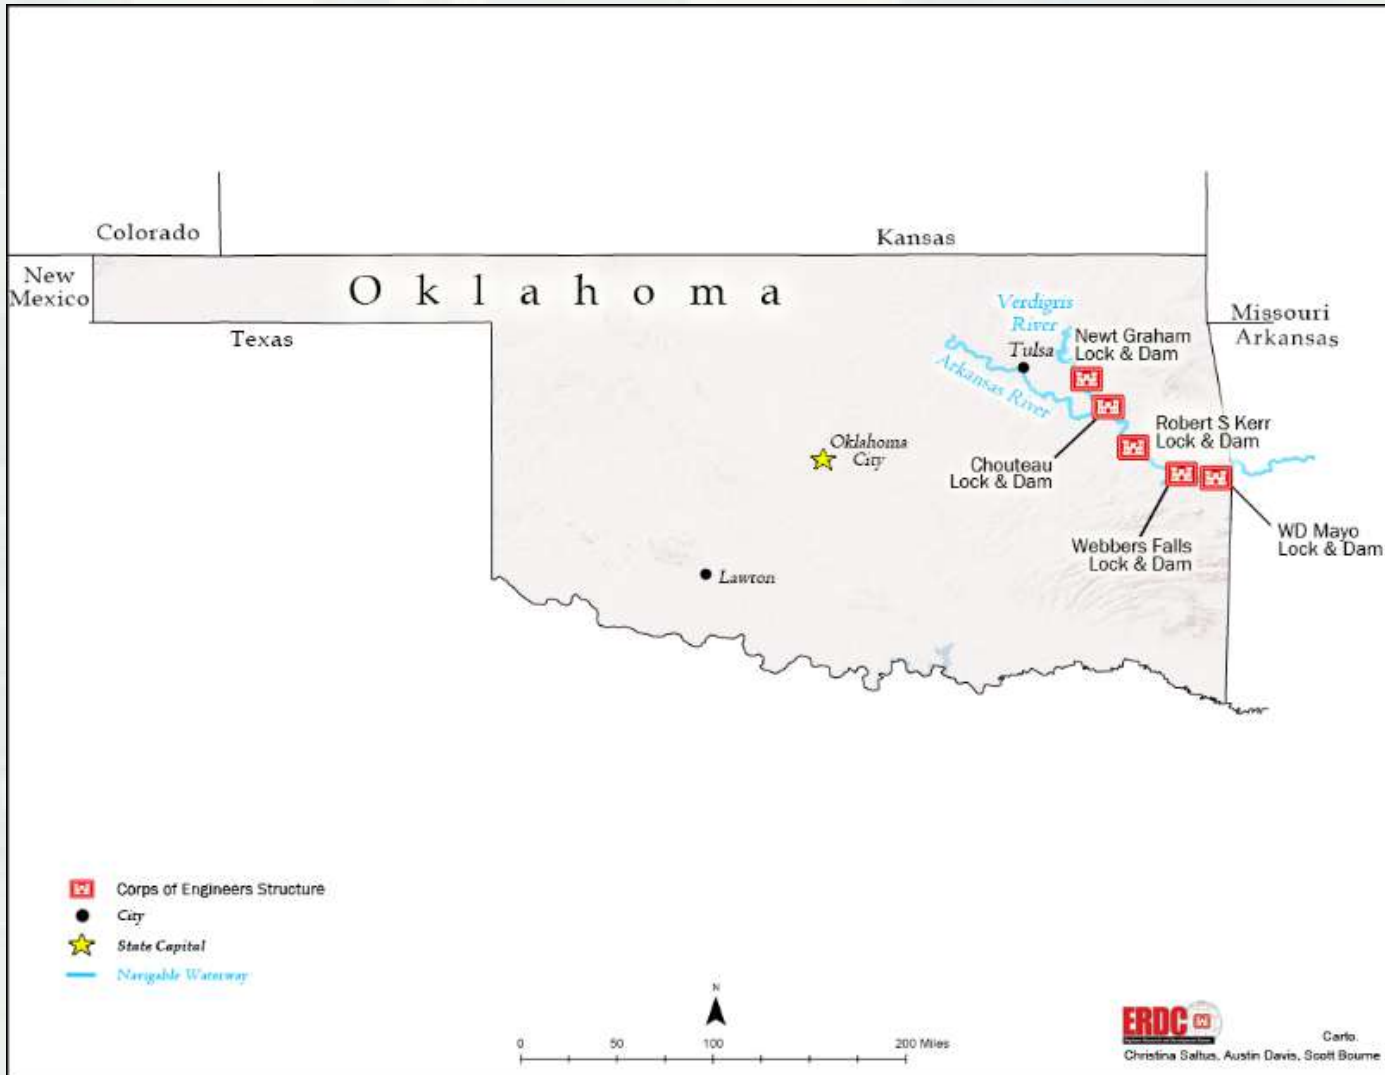 Colorado
Kansas
New
Mexico
Oklahoma
Missouri
Arkansas
Texas
Verdigris
River
Tulsa
Newt Graham
Lock & Dam
Arkansas River
Robert S Kerr
Lock & Dam
Oklahoma
City
Chouteau
Lock & Dam
WD Mayo
Lock & Dam
Webbers Falls
Lock & Dam
Lawton
Corps of Engineers Structure
City
State Capital
Navigable Waterway
N
0 50 100 200 Miles
ERDC
Carto.
Christina Saltus, Austin Davis, Scott Bourne